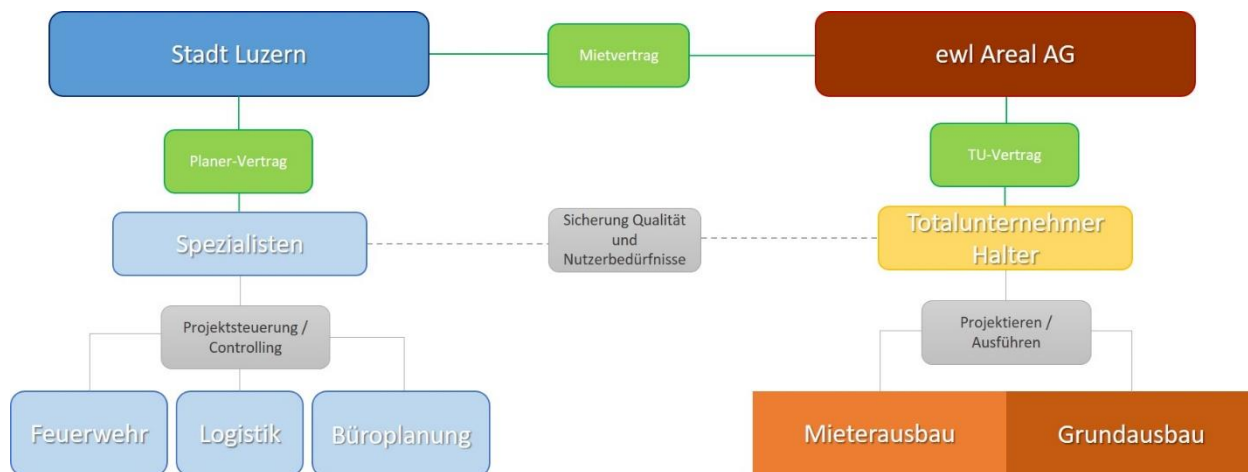 Stadt Luzern
Mietvertrag
ewl Areal AG
Planer-Vertrag
TU-Vertrag
Spezialisten
Sicherung Qualität
und
Nutzerbedürfnisse
Totalunternehmer
Halter
Projektsteuerung /
Controlling
Projektieren /
Ausführen
Feuerwehr
Logistik
Büroplanung
Mieterausbau
Grundausbau